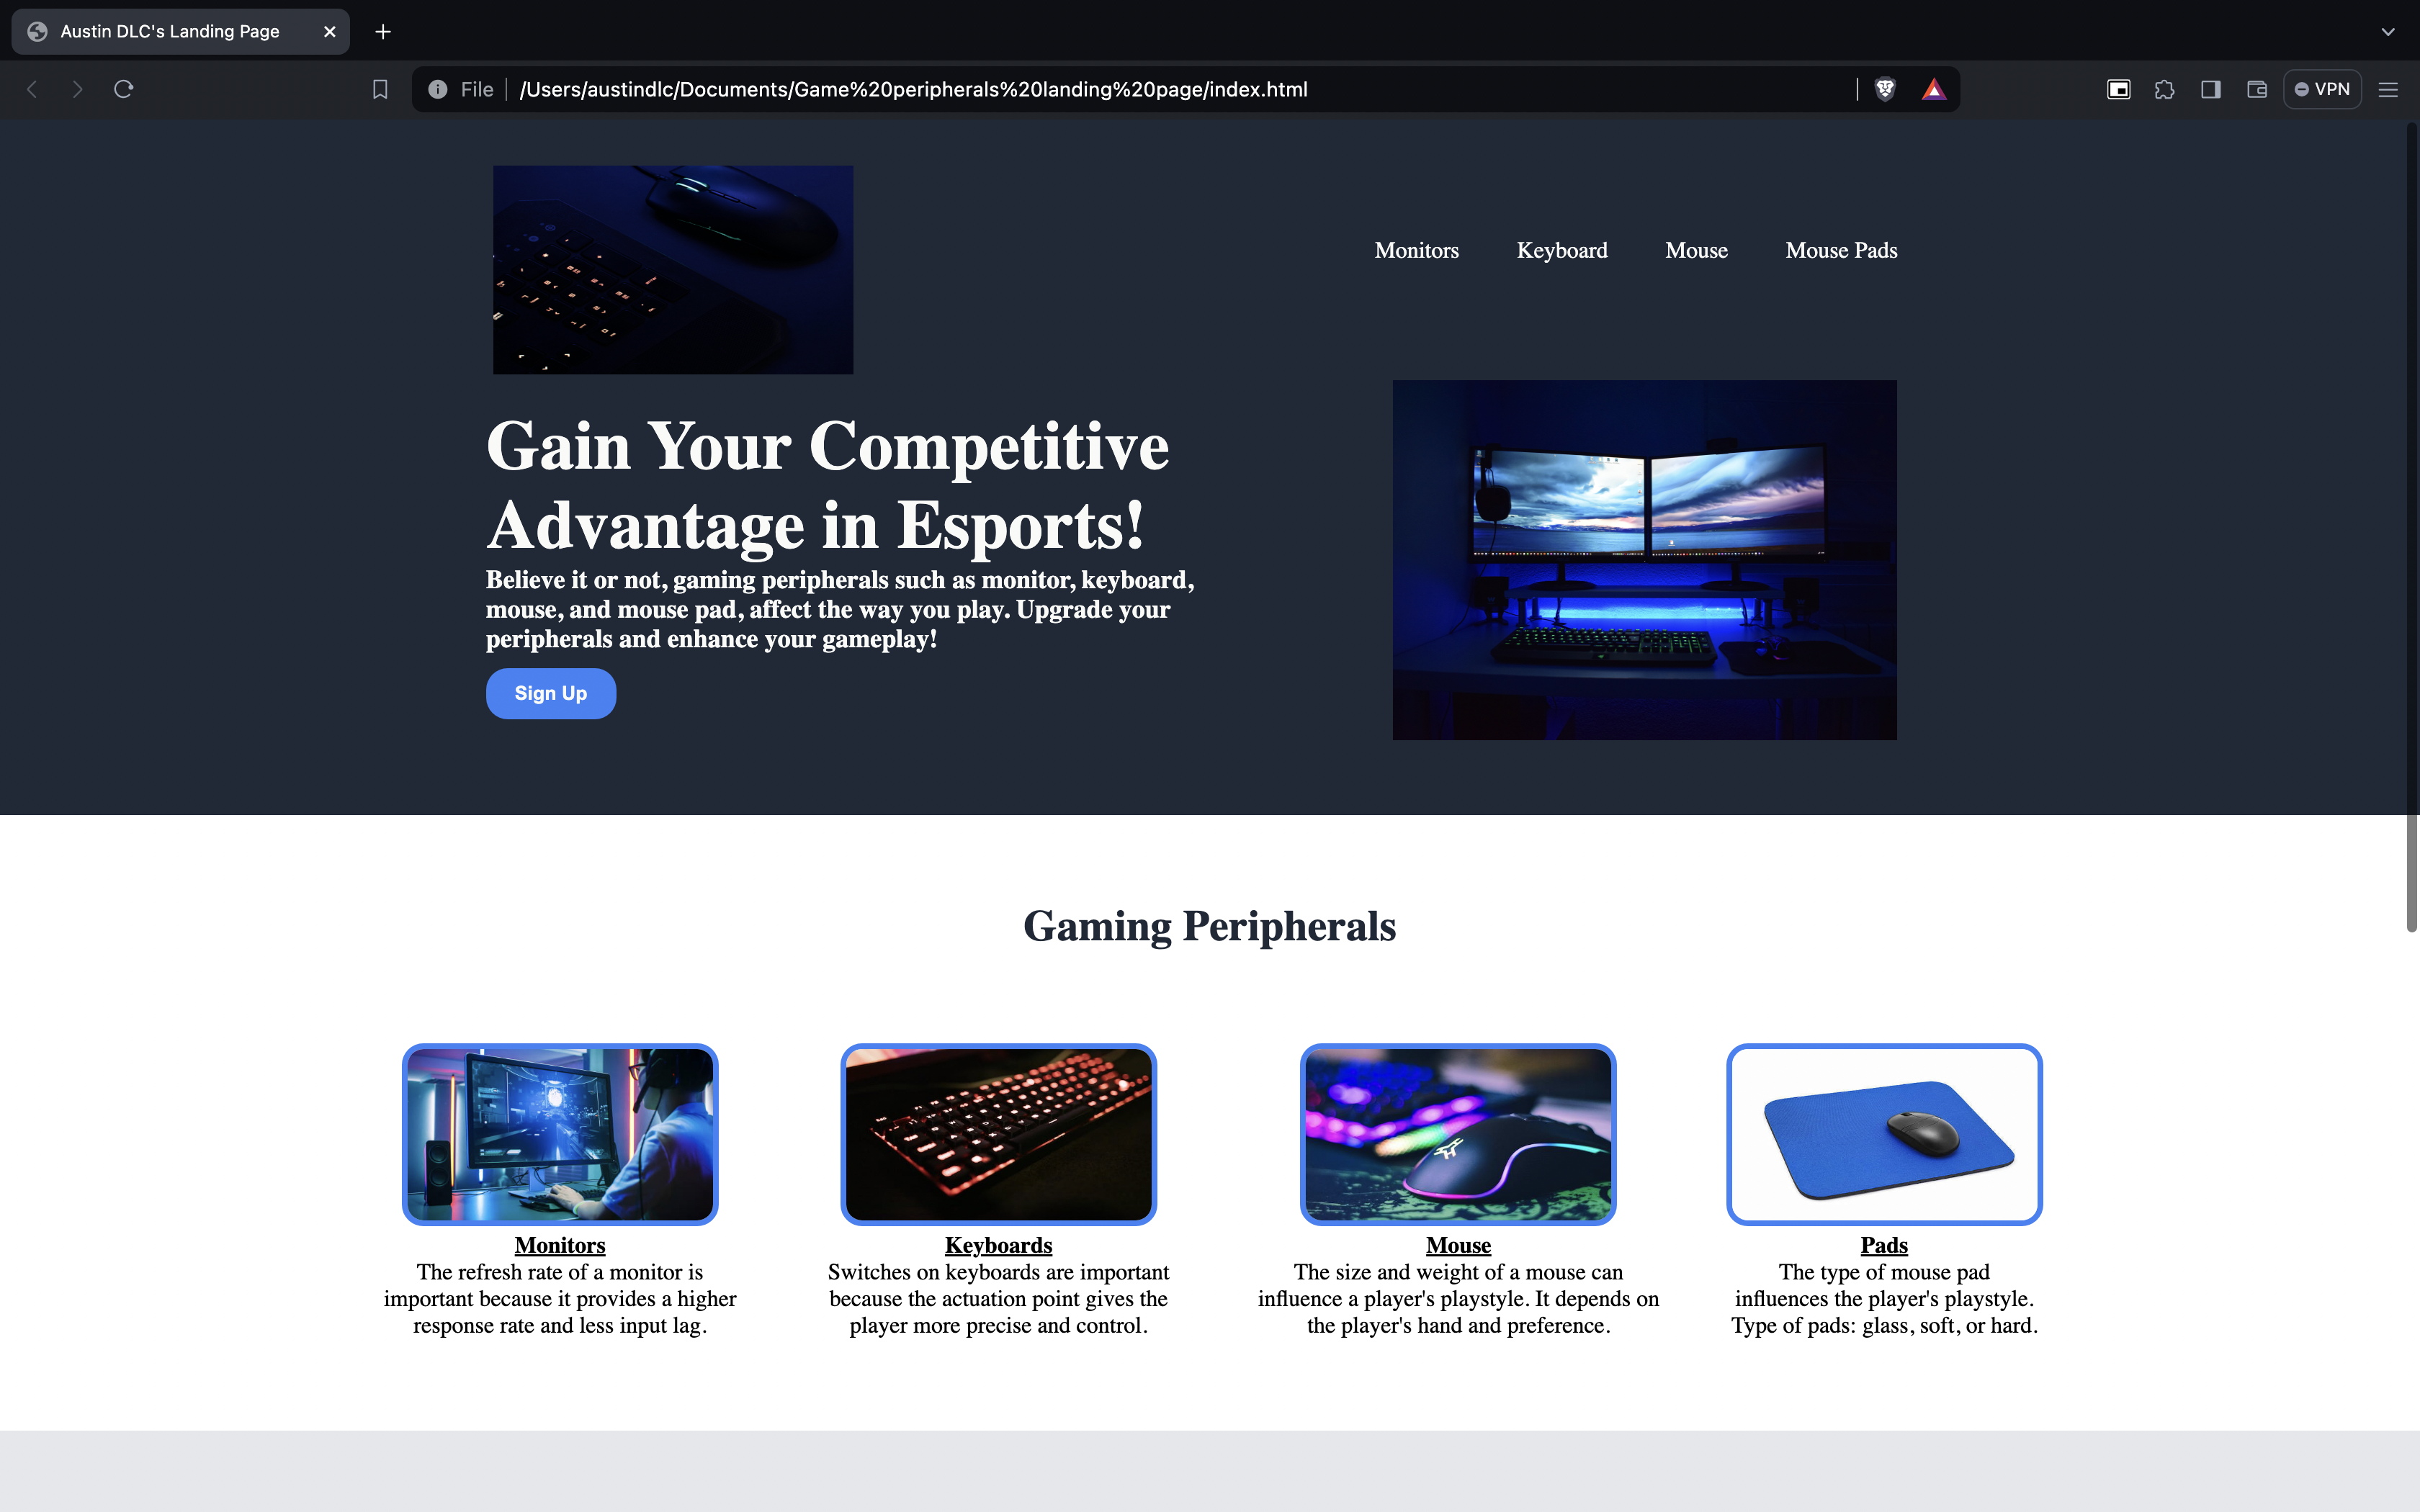 Austin DLC's Landing Page
File
/Users/austindlc/Documents/Game%20peripherals%20landing%20page/index.html
VPN
Monitors
Keyboard
Mouse
Mouse Pads
Gain Your Competitive
Advantage in Esports!
Believe it or not, gaming peripherals such as monitor, keyboard,
mouse, and mouse pad, affect the way you play. Upgrade your
peripherals and enhance your gameplay!
Sign Up
Gaming Peripherals
Monitors
The refresh rate of a monitor is
important because it provides a higher
response rate and less input lag.
Keyboards
Switches on keyboards are important
because the actuation point gives the
player more precise and control.
Mouse
The size and weight of a mouse can
influence a player's playstyle. It depends on
the player's hand and preference.
Pads
The type of mouse pad
influences the player's playstyle.
Type of pads: glass, soft, or hard.